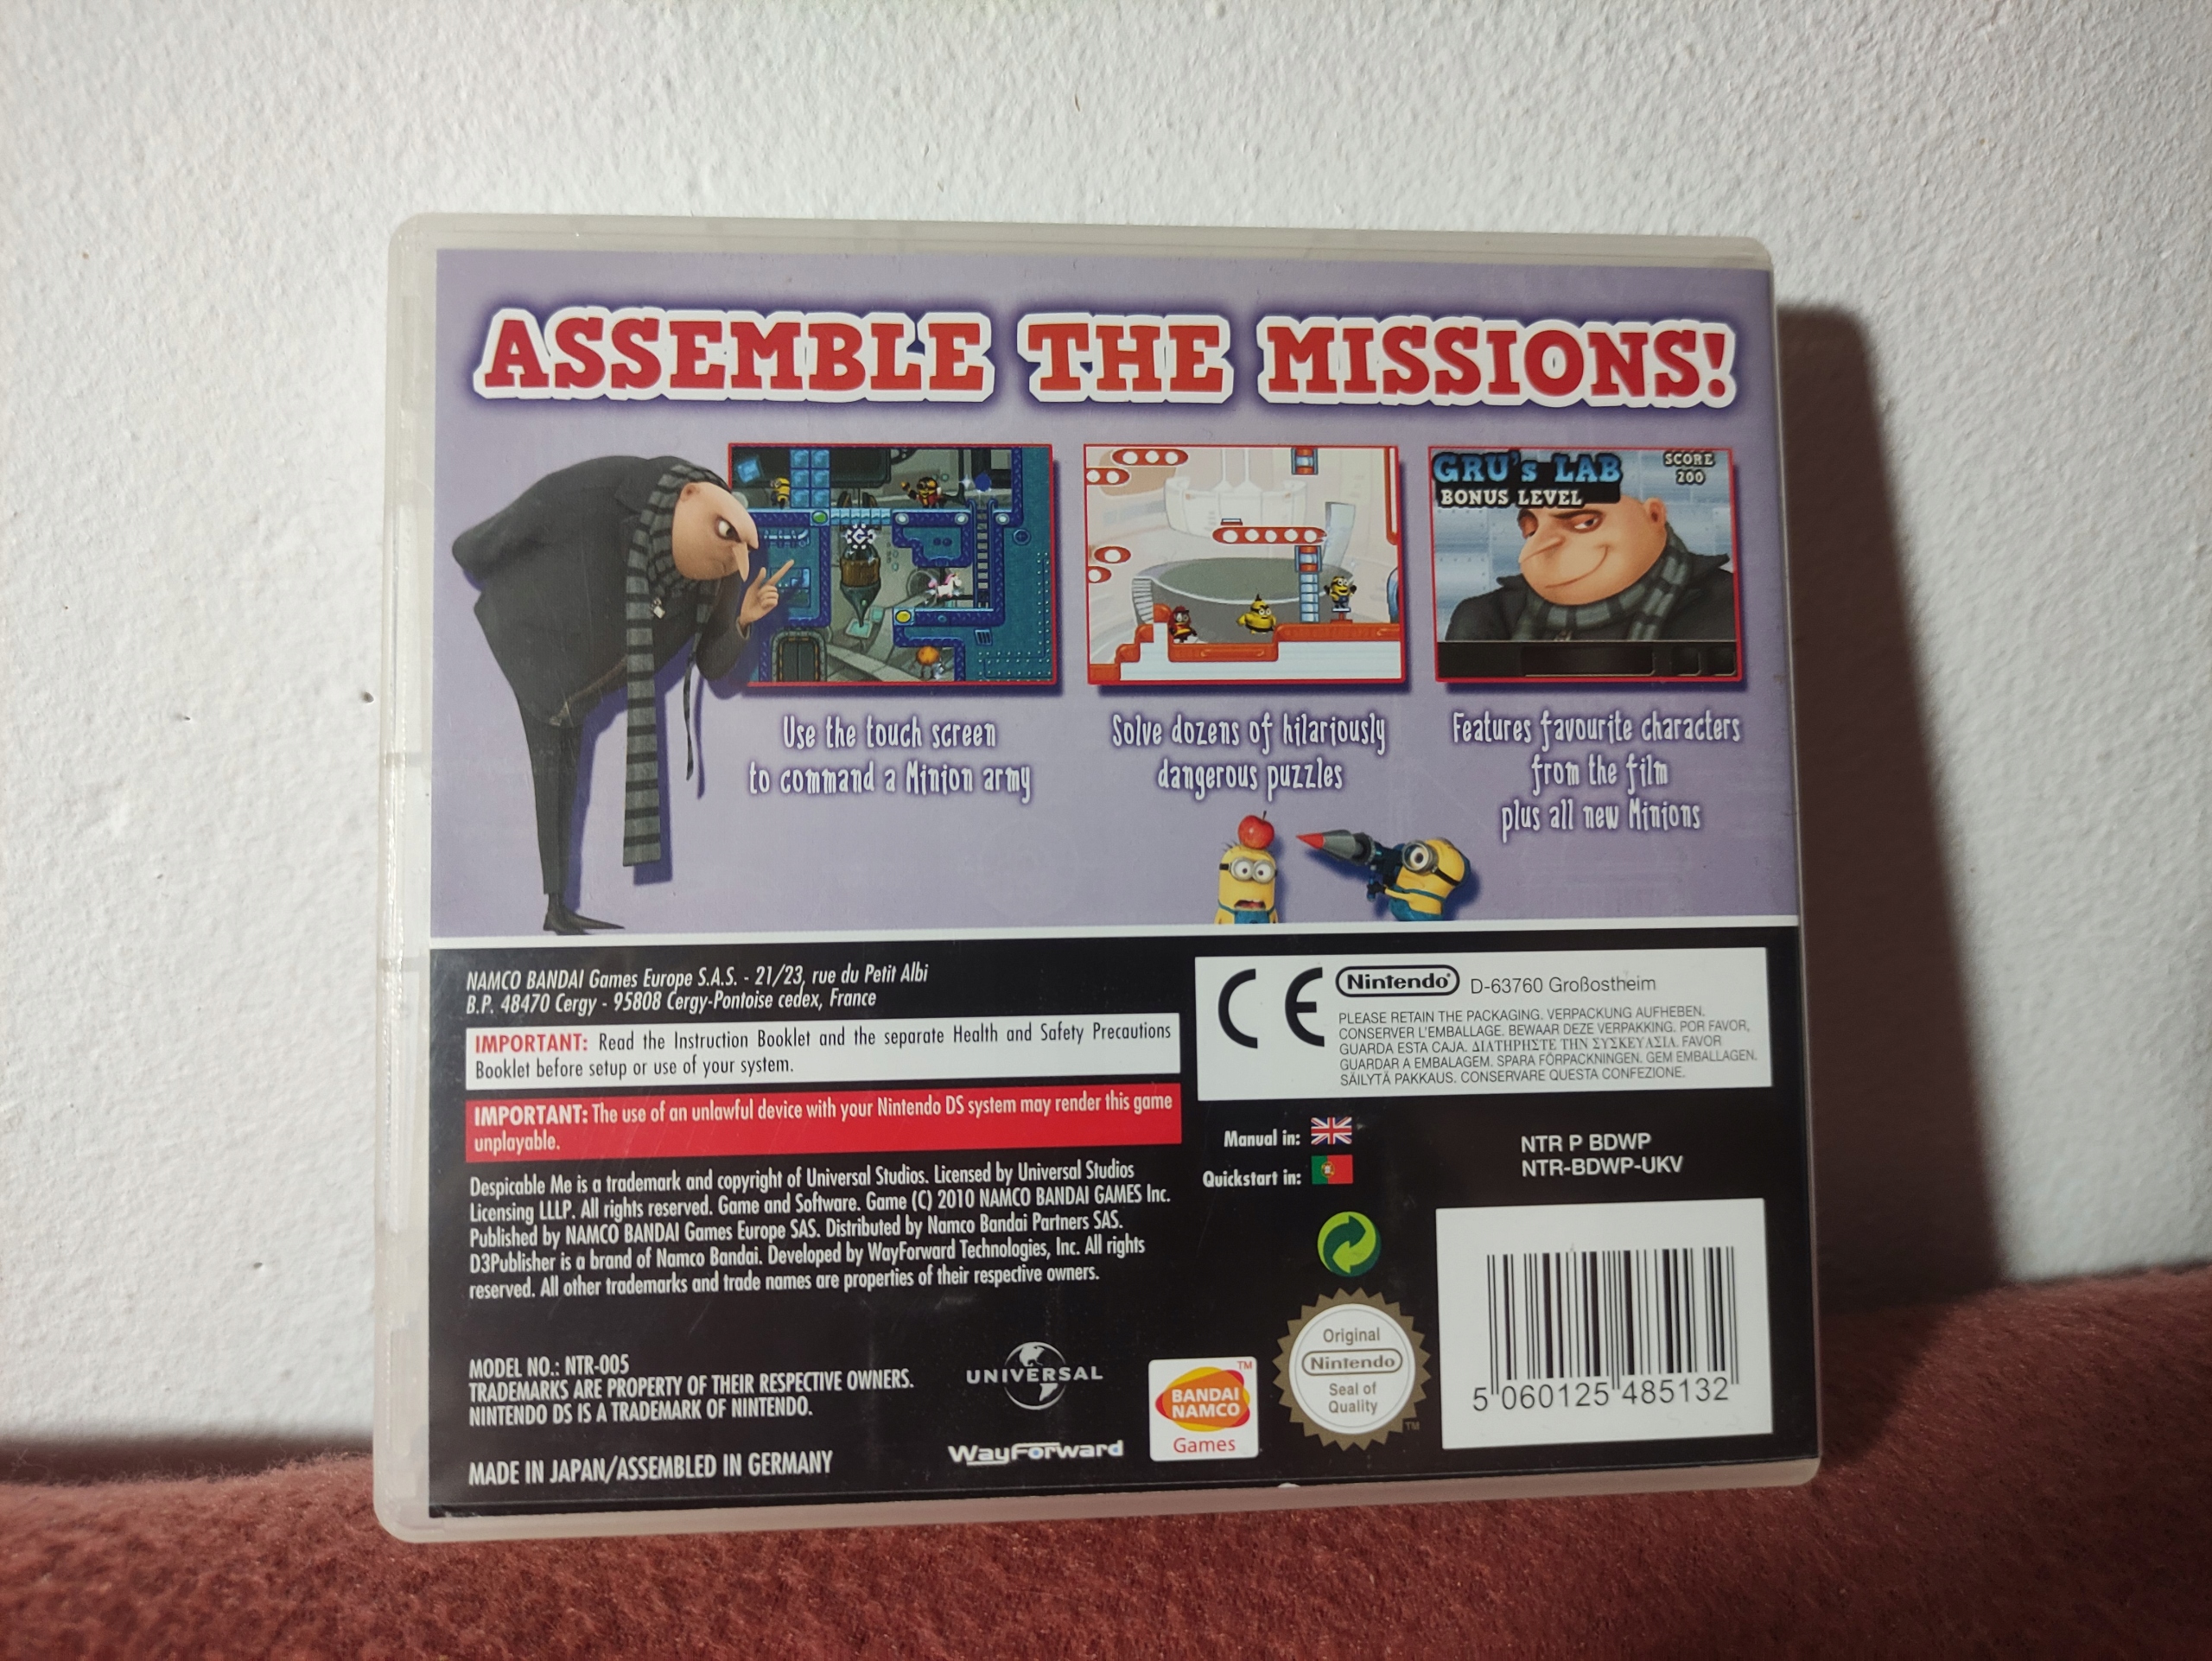 ASSEMBLE THE MISSIONS!
GRU's LAB
BONUS LEVEL
SCORE
200
Use the touch screen
to command a Minion army
Solve dozens of hilariously
dangerous puzzles
Features favourite characters
from the film
plus all new Minions
NAMCO BANDAI Games Europe S.A.S. - 21/23, rue du Petit Albi
B.P. 48470 Cergy - 95808 Cergy-Pontoise cedex, France
IMPORTANT: Read the Instruction Booklet and the separate Health and Safety Precautions
Booklet before setup or use of your system.
IMPORTANT: The use of an unlawful device with your Nintendo DS system may render this game
unplayable.
Despicable Me is a trademark and copyright of Universal Studios. Licensed by Universal Studios
Licensing LLLP. All rights reserved. Game and Software. Game (C) 2010 NAMCO BANDAI GAMES Inc.
Published by NAMCO BANDAI Games Europe SAS. Distributed by Namco Bandai Partners SAS.
D3Publisher is a brand of Namco Bandai. Developed by WayForward Technologies, Inc. All rights
reserved. All other trademarks and trade names are properties of their respective owners.
MODEL NO.: NTR-005
TRADEMARKS ARE PROPERTY OF THEIR RESPECTIVE OWNERS.
NINTENDO DS IS A TRADEMARK OF NINTENDO.
MADE IN JAPAN/ASSEMBLED IN GERMANY
UNIVERSAL
WayForward
BANDAI
NAMCO
Games
TM
CE
Nintendo® D-63760 Großostheim
PLEASE RETAIN THE PACKAGING. VERPACKUNG AUFHEBEN.
CONSERVER L'EMBALLAGE. BEWAAR DEZE VERPAKKING. POR FAVOR,
GUARDA ESTA CAJA. ΔΙΑΤΗΡΗΣΤΕ ΤΗΝ ΣΥΣΚΕΥΑΣΙΑ. FAVOR
GUARDAR A EMBALAGEM. SPARA FÖRPACKNINGEN. GEM EMBALLAGEN.
SÄILYTÄ PAKKAUS. CONSERVARE QUESTA CONFEZIONE.
Manual in:
Quickstart in:
NTR P BDWP
NTR-BDWP-UKV
Original
Nintendo
Seal of
Quality
TM
5 060125 485132